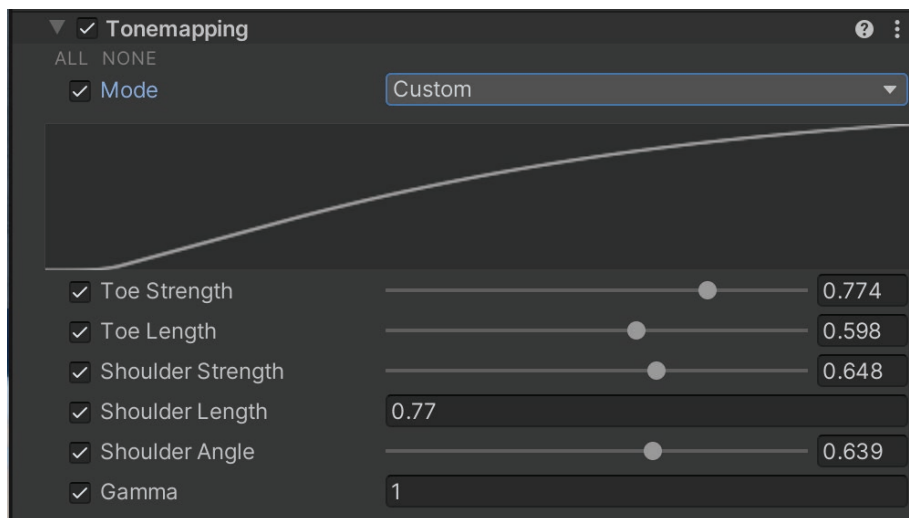 Tonemapping
ALL NONE
Mode Custom
Toe Strength 0.774
Toe Length 0.598
Shoulder Strength 0.648
Shoulder Length 0.77
Shoulder Angle 0.639
Gamma 1